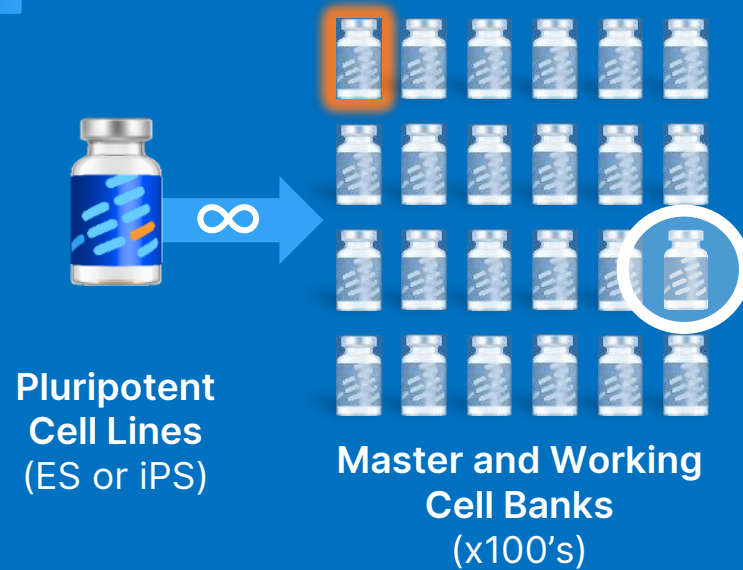 ∞
Pluripotent
Cell Lines
(ES or iPS)
Master and Working
Cell Banks
(x100’s)